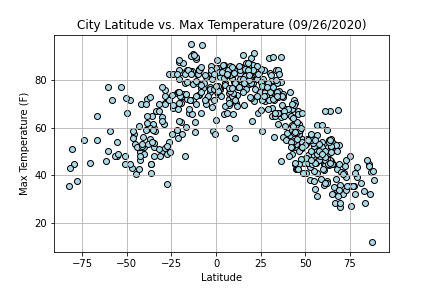 City Latitude vs. Max Temperature (09/26/2020)
Max Temperature (F)
80
60
40
20
−75 −50 −25 0 25 50 75
Latitude